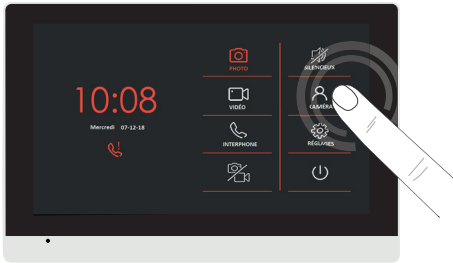 PHOTO
SILENCIEUX
10:08
VIDÉO
CAMÉRA
Mercredi 07-12-18
INTERPHONE
RÉGLAGES